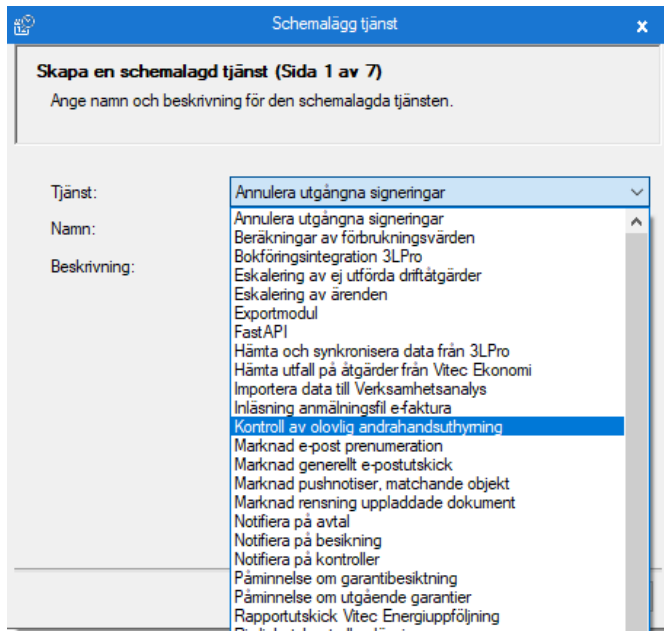 Schemalägg tjänst
Skapa en schemalagd tjänst (Sida 1 av 7)
Ange namn och beskrivning för den schemalagda tjänsten.
Tjänst:
Annulera utgångna signeringar
Namn:
Beskrivning:
Annulera utgångna signeringar
Beräkningar av förbrukningsvärden
Bokföringsintegration 3LPro
Eskalering av ej utförda driftåtgärder
Eskalering av ärenden
Exportmodul
FastAPI
Hämta och synkronisera data från 3LPro
Hämta utfall på åtgärder från Vitec Ekonomi
Importera data till Verksamhetsanalys
Inläsning anmälningsfil e-faktura
Kontroll av olovlig andrahandsuthyrning
Marknad e-post prenumeration
Marknad generellt e-postutskick
Marknad pushnotiser, matchande objekt
Marknad rensning uppladdade dokument
Notifiera på avtal
Notifiera på besikning
Notifiera på kontroller
Påminnelse om garantibesiktning
Påminnelse om utgående garantier
Rapportutskick Vitec Energiuppföljning